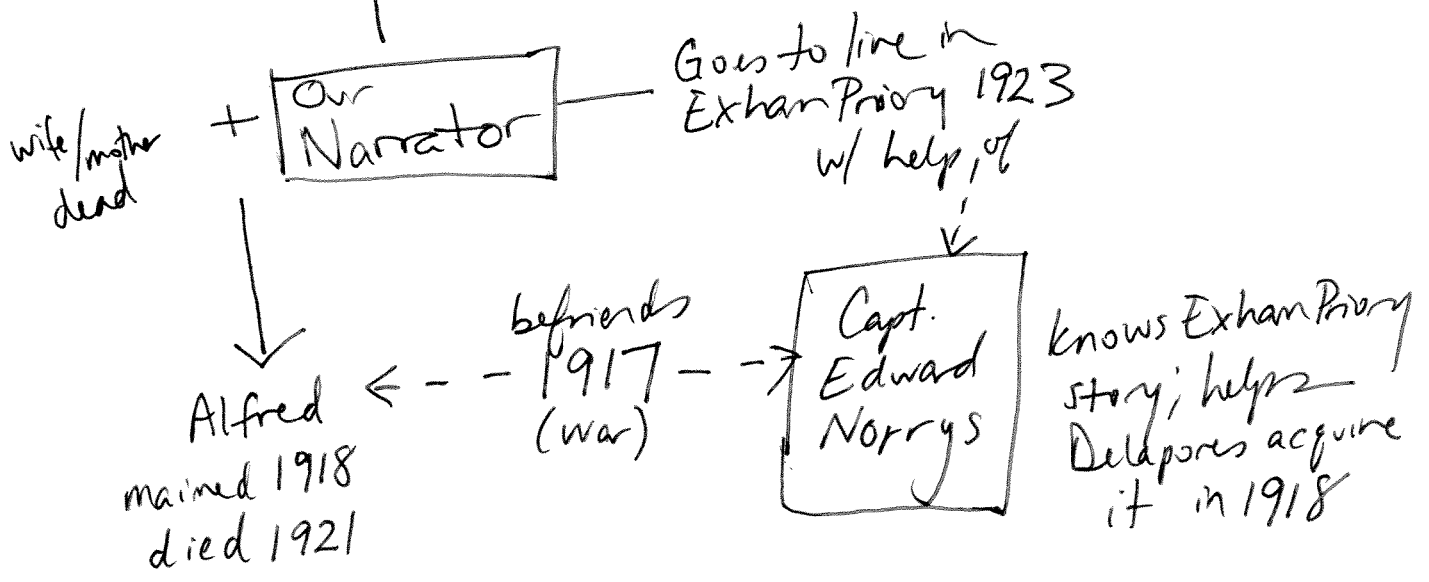 Our
Narrator
+
wife/mother
dead
Goes to live in
Exham Priory 1923
w/ help of
befriends
1917
(war)
Alfred
maimed 1918
died 1921
Capt.
Edward
Norrys
knows Exham Priory
story; helps
Delapores acquire
it in 1918